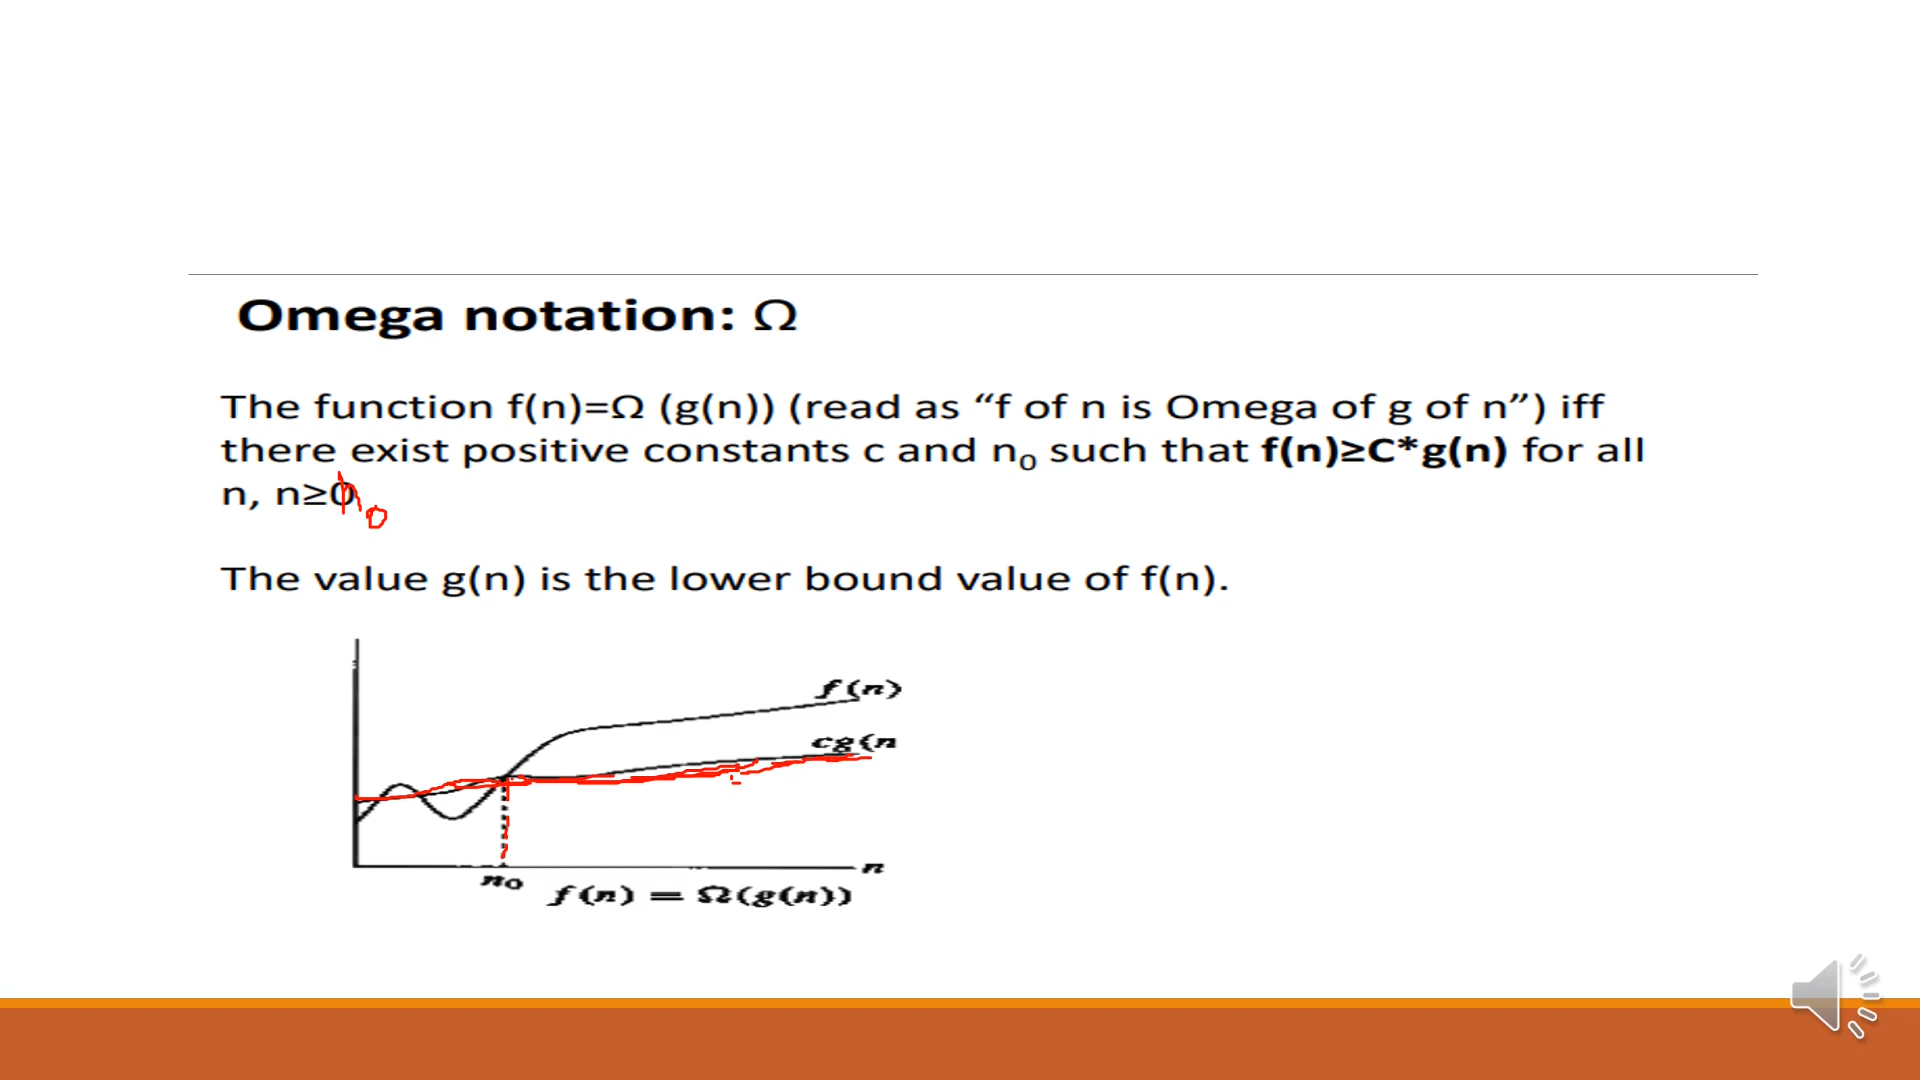 Omega notation: Ω
The function f(n)=Ω (g(n)) (read as “f of n is Omega of g of n”) iff
there exist positive constants c and n₀ such that f(n)≥C*g(n) for all
n, n≥0
n₀
The value g(n) is the lower bound value of f(n).
f(n)
cg(n
n
n₀
f(n) = Ω(g(n))